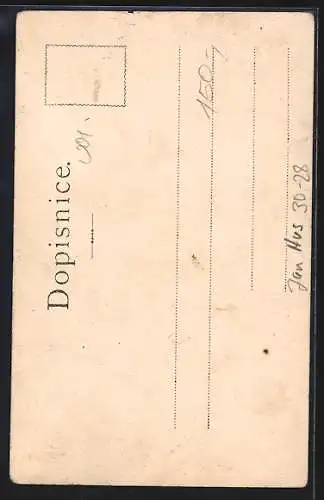 Dopisnice.
150,-
Jan Hus 30-28